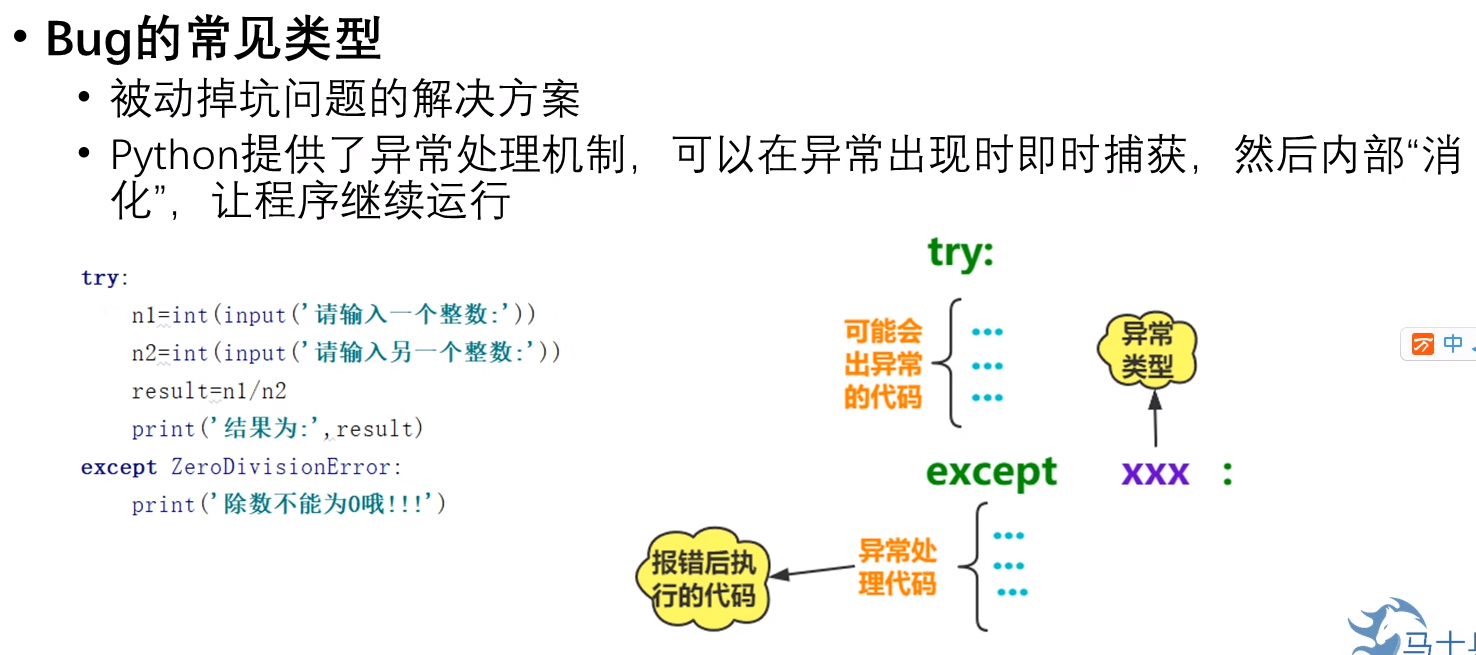 • Bug的常见类型
• 被动掉坑问题的解决方案
• Python提供了异常处理机制，可以在异常出现时即时捕获，然后内部“消
化”，让程序继续运行
try:
n1=int(input('请输入一个整数:'))
n2=int(input('请输入另一个整数:'))
result=n1/n2
print('结果为:',result)
except ZeroDivisionError:
print('除数不能为0哦!!!')
try:
可能会
出异常
的代码
...
...
...
异常
类型
except xxx :
报错后执
行的代码
异常处
理代码
...
...
...
中
马士